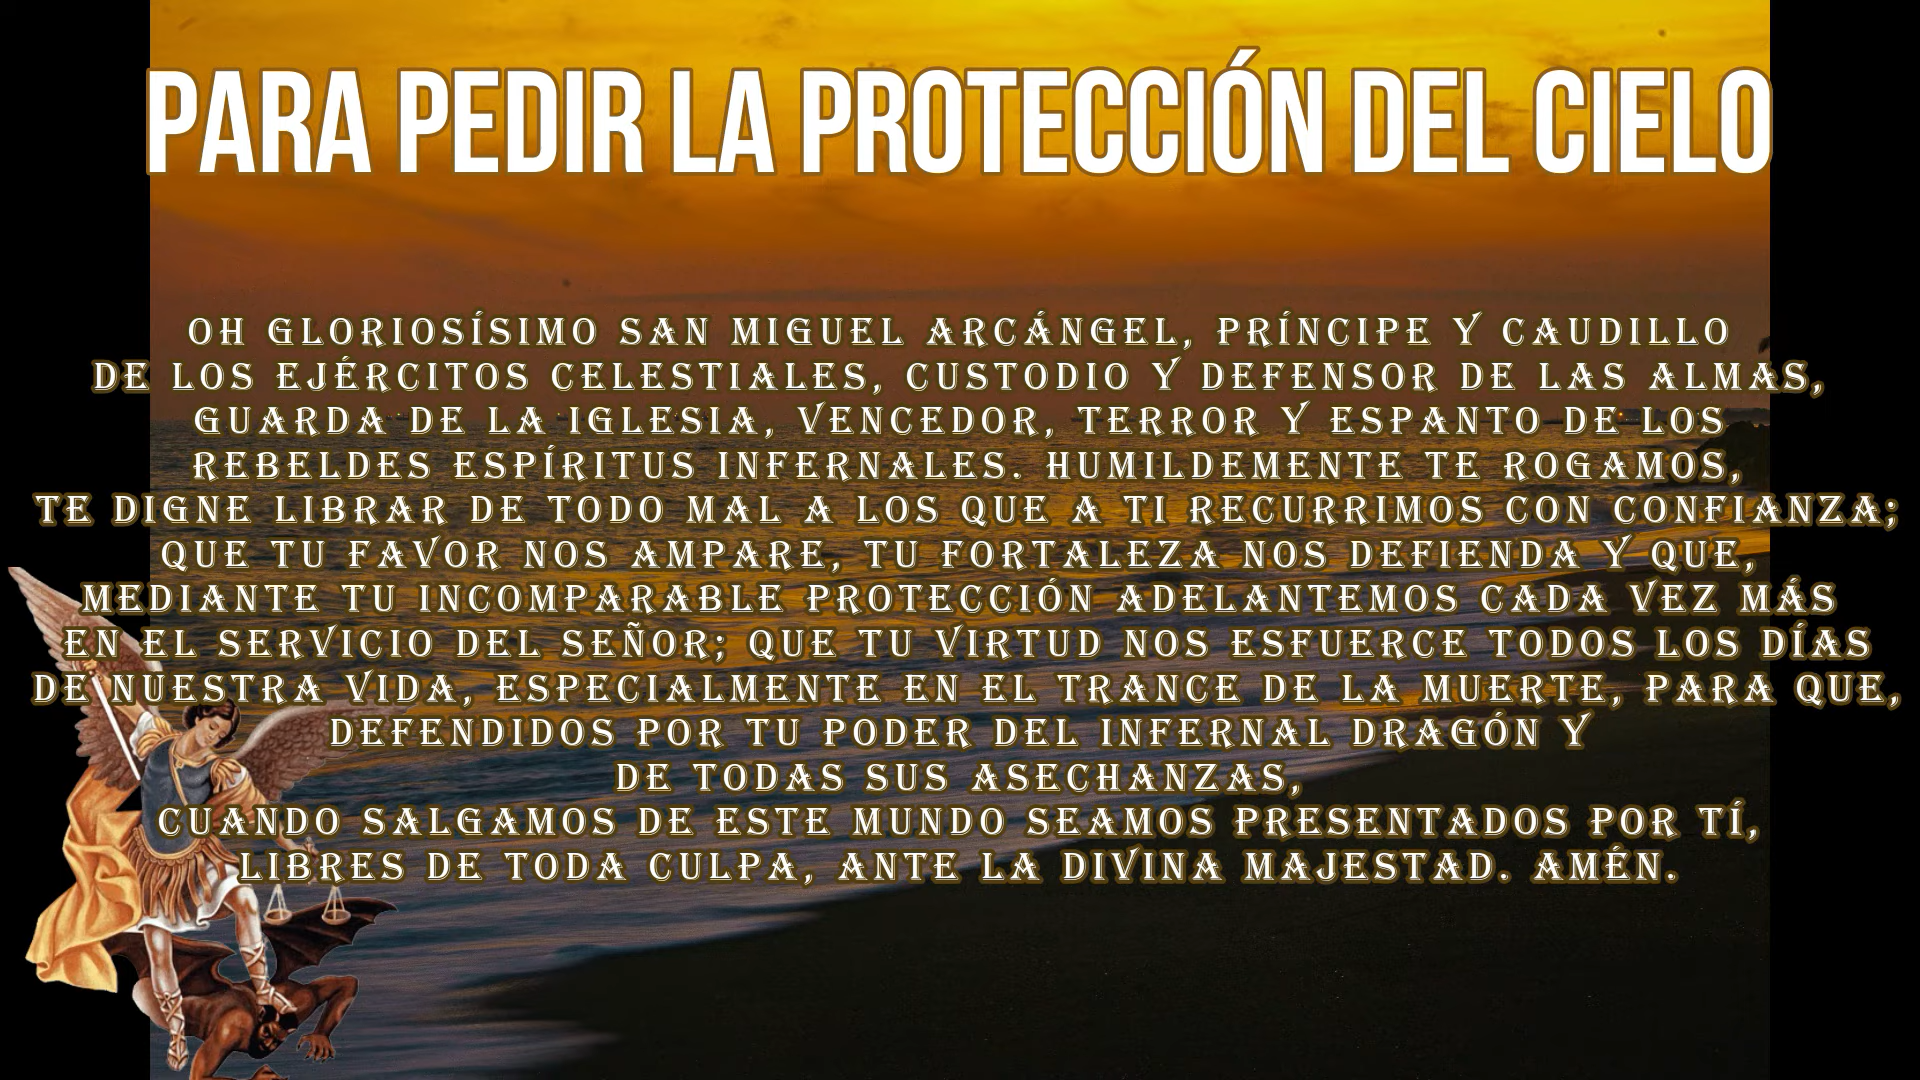 PARA PEDIR LA PROTECCIÓN DEL CIELO
OH GLORIOSÍSIMO SAN MIGUEL ARCÁNGEL, PRÍNCIPE Y CAUDILLO
DE LOS EJÉRCITOS CELESTIALES, CUSTODIO Y DEFENSOR DE LAS ALMAS,
GUARDA DE LA IGLESIA, VENCEDOR, TERROR Y ESPANTO DE LOS
REBELDES ESPÍRITUS INFERNALES. HUMILDEMENTE TE ROGAMOS,
TE DIGNE LIBRAR DE TODO MAL A LOS QUE A TI RECURRIMOS CON CONFIANZA;
QUE TU FAVOR NOS AMPARE, TU FORTALEZA NOS DEFIENDA Y QUE,
MEDIANTE TU INCOMPARABLE PROTECCIÓN ADELANTEMOS CADA VEZ MÁS
EN EL SERVICIO DEL SEÑOR; QUE TU VIRTUD NOS ESFUERCE TODOS LOS DÍAS
DE NUESTRA VIDA, ESPECIALMENTE EN EL TRANCE DE LA MUERTE, PARA QUE,
DEFENDIDOS POR TU PODER DEL INFERNAL DRAGÓN Y
DE TODAS SUS ASECHANZAS,
CUANDO SALGAMOS DE ESTE MUNDO SEAMOS PRESENTADOS POR TÍ,
LIBRES DE TODA CULPA, ANTE LA DIVINA MAJESTAD. AMÉN.